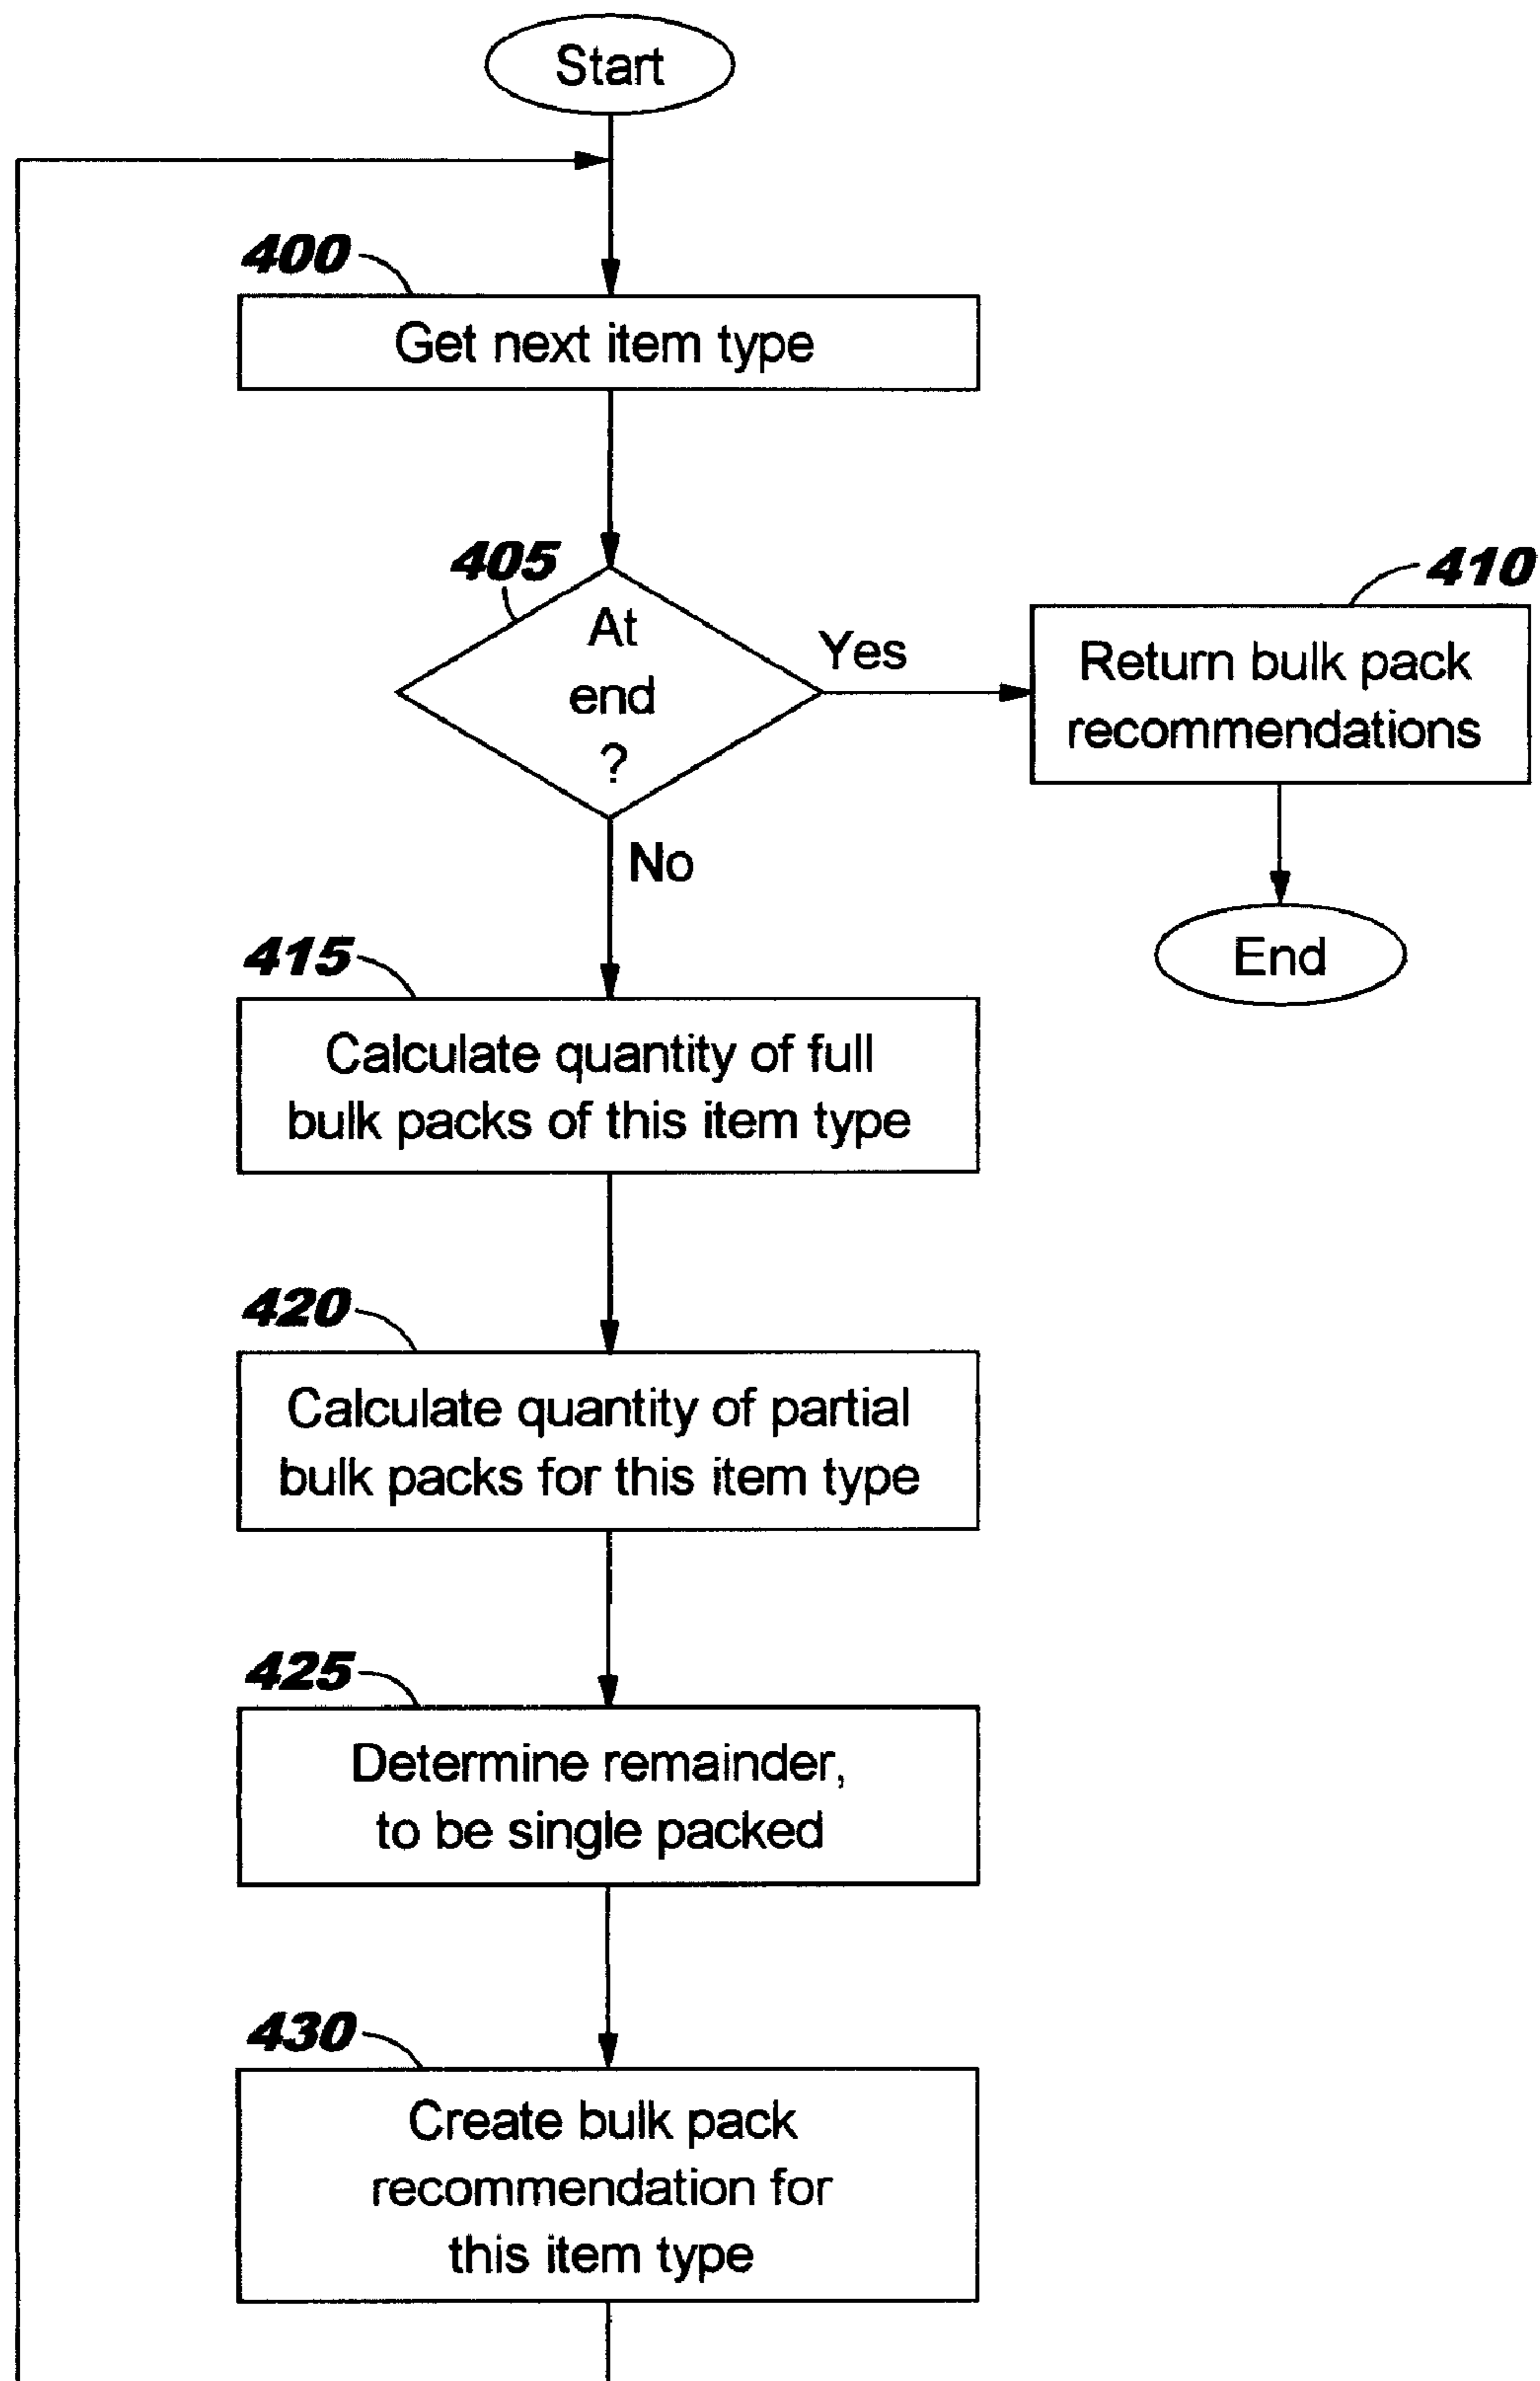 Start
400
Get next item type
405
At
end
?
Yes
410
Return bulk pack
recommendations
No
End
415
Calculate quantity of full
bulk packs of this item type
420
Calculate quantity of partial
bulk packs for this item type
425
Determine remainder,
to be single packed
430
Create bulk pack
recommendation for
this item type